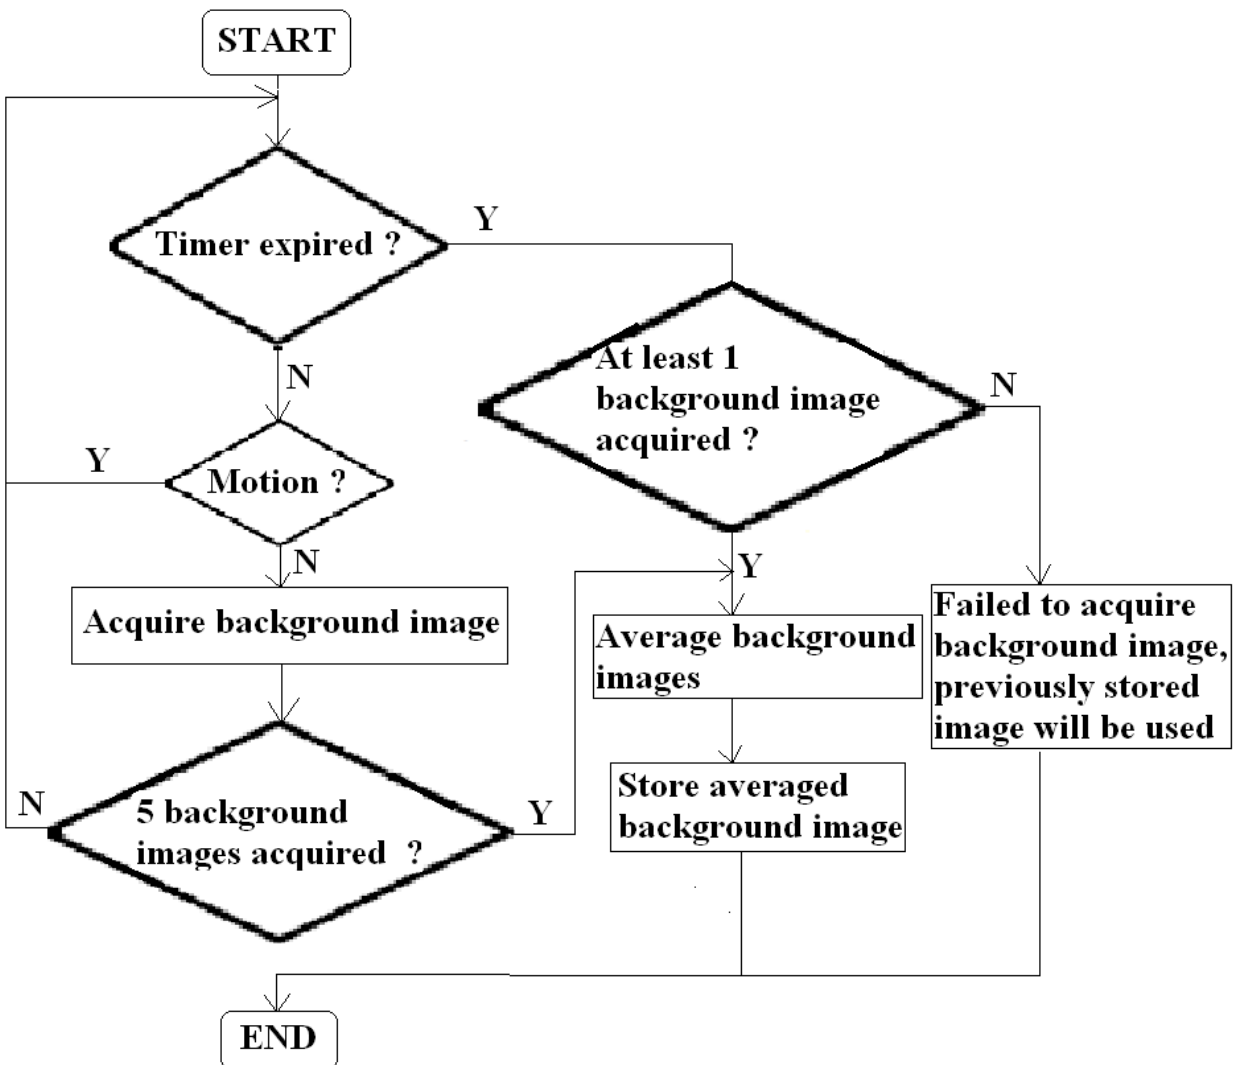 START
Timer expired ?
Y
N
At least 1
background image
acquired ?
N
Y
Motion ?
N
Y
Acquire background image
Average background
images
Failed to acquire
background image,
previously stored
image will be used
Store averaged
background image
N
5 background
images acquired ?
Y
END